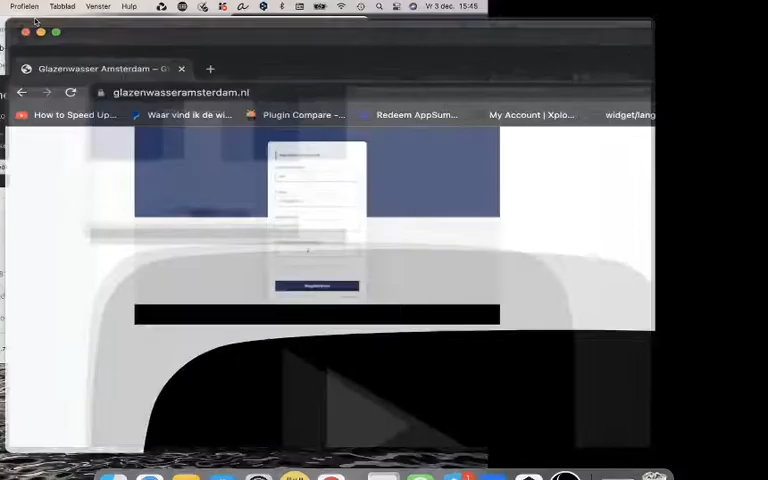 Profielen Tabblad Venster Hulp Vr 3 dec. 15:45
Glazenwasser Amsterdam – G
glazenwasseramsterdam.nl
How to Speed Up... Waar vind ik de wi... Plugin Compare –... Redeem AppSum... My Account | Xplo... widget/lang